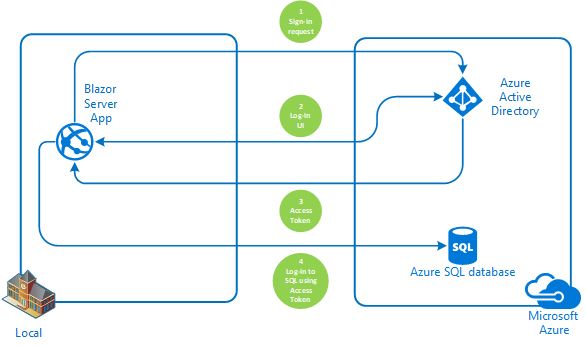 1
Sign-in
request
Blazor
Server
App
Azure
Active
Directory
2
Log-in
UI
3
Access
Token
SQL
Azure SQL database
4
Log-in to
SQL using
Access
Token
Local
Microsoft
Azure